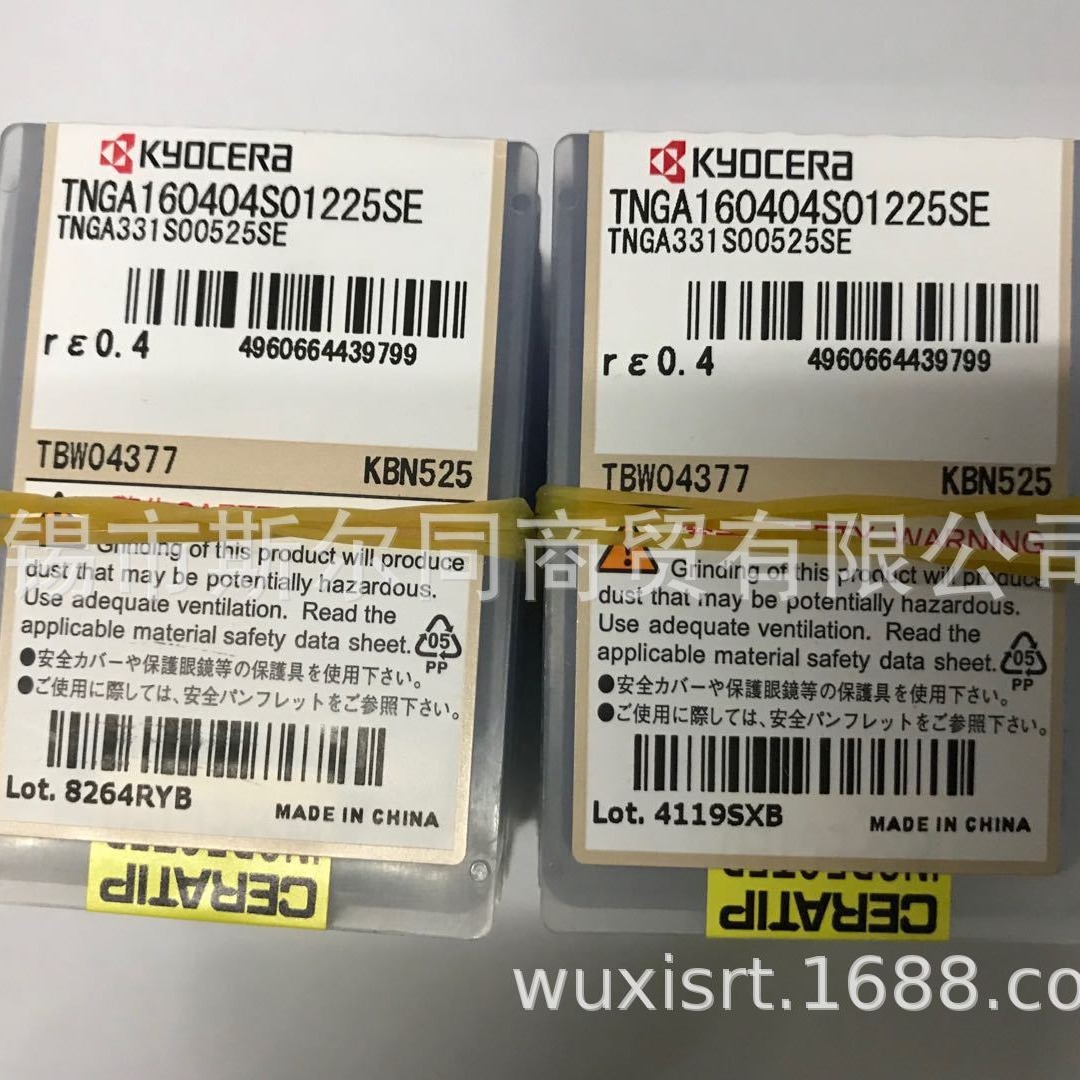 KYOCERA
TNGA160404S01225SE
TNGA331S00525SE
rε0.4
4960664439799
TBW04377 KBN525
Grinding of this product will produce
dust that may be potentially hazardous.
Use adequate ventilation. Read the
applicable material safety data sheet.
05
PP
●安全カバーや保護眼鏡等の保護具を使用下さい。
●ご使用に際しては、安全パンフレットをご参照下さい。
Lot. 8264RYB
MADE IN CHINA
CERATIP
INSPECTED
KYOCERA
TNGA160404S01225SE
TNGA331S00525SE
rε0.4
4960664439799
TBW04377 KBN525
WARNING
Grinding of this product will produce
dust that may be potentially hazardous.
Use adequate ventilation. Read the
applicable material safety data sheet.
05
PP
●安全カバーや保護眼鏡等の保護具を使用下さい。
●ご使用に際しては、安全パンフレットをご参照下さい。
Lot. 4119SXB
MADE IN CHINA
CERATIP
INSPECTED
锡市斯尔同商贸有限公司
wuxisrt.1688.co